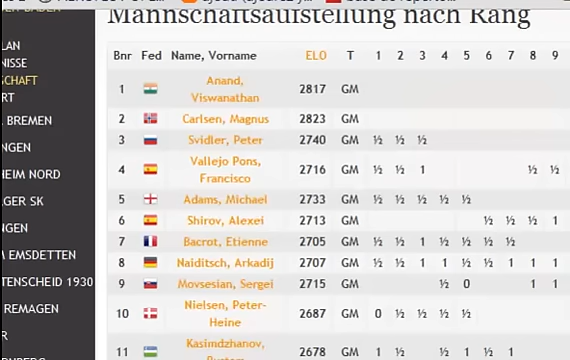 Mannschaftsaufstellung nach Rang
LAN
NISSE
SCHAFT
RT
BREMEN
NGEN
HEIM NORD
GER SK
NGEN
EMSDETTEN
TENSCHEID 1930
REMAGEN
R
Bnr Fed Name, Vorname ELO T 1 2 3 4 5 6 7 8 9
1 Anand, Viswanathan 2817 GM
2 Carlsen, Magnus 2823 GM
3 Svidler, Peter 2740 GM ½ ½ ½
4 Vallejo Pons, Francisco 2716 GM ½ ½ 1 ½ ½
5 Adams, Michael 2733 GM ½ ½ ½ ½ ½
6 Shirov, Alexei 2713 GM ½ ½ ½ 1
7 Bacrot, Etienne 2705 GM ½ ½ 1 ½ ½ ½ ½
8 Naiditsch, Arkadij 2707 GM ½ ½ 1 1 ½ ½ 1 1 1
9 Movsesian, Sergei 2715 GM ½ 0 1 1
10 Nielsen, Peter-Heine 2687 GM 0 ½ ½ ½ ½
11 Kasimdzhanov, 2678 GM 1 ½ ½ 1 ½ 1